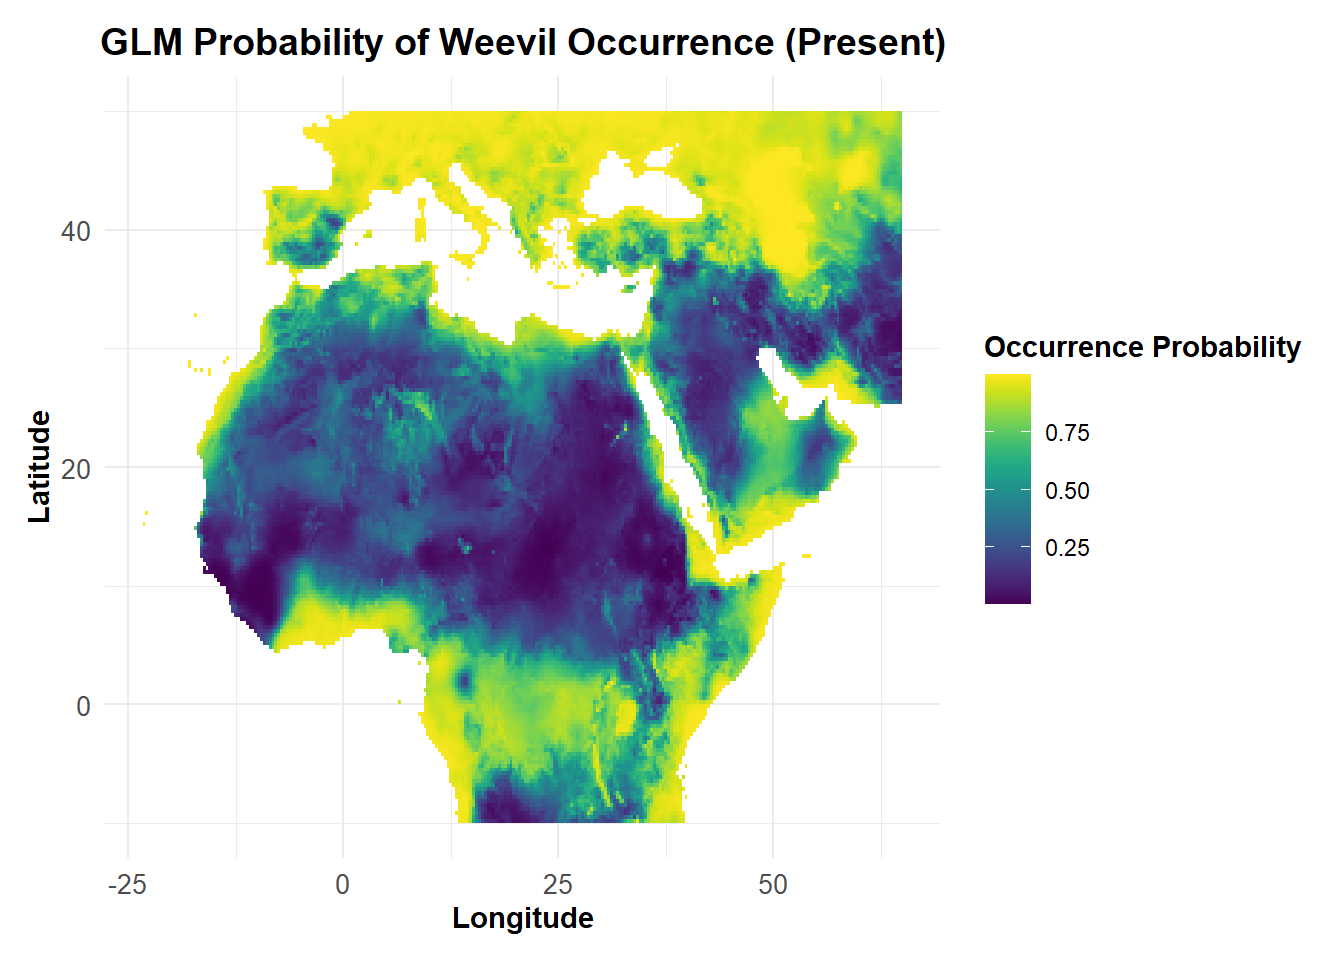 GLM Probability of Weevil Occurrence (Present)
Latitude
40
20
0
-25
0
25
50
Longitude
Occurrence Probability
0.75
0.50
0.25